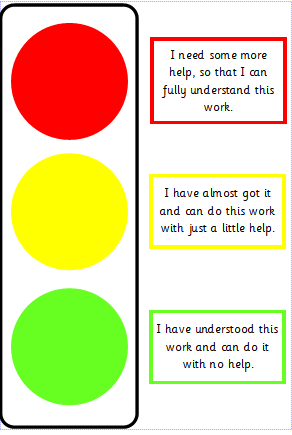 I need some more
help, so that I can
fully understand this
work.
I have almost got it
and can do this work
with just a little help.
I have understood this
work and can do it
with no help.